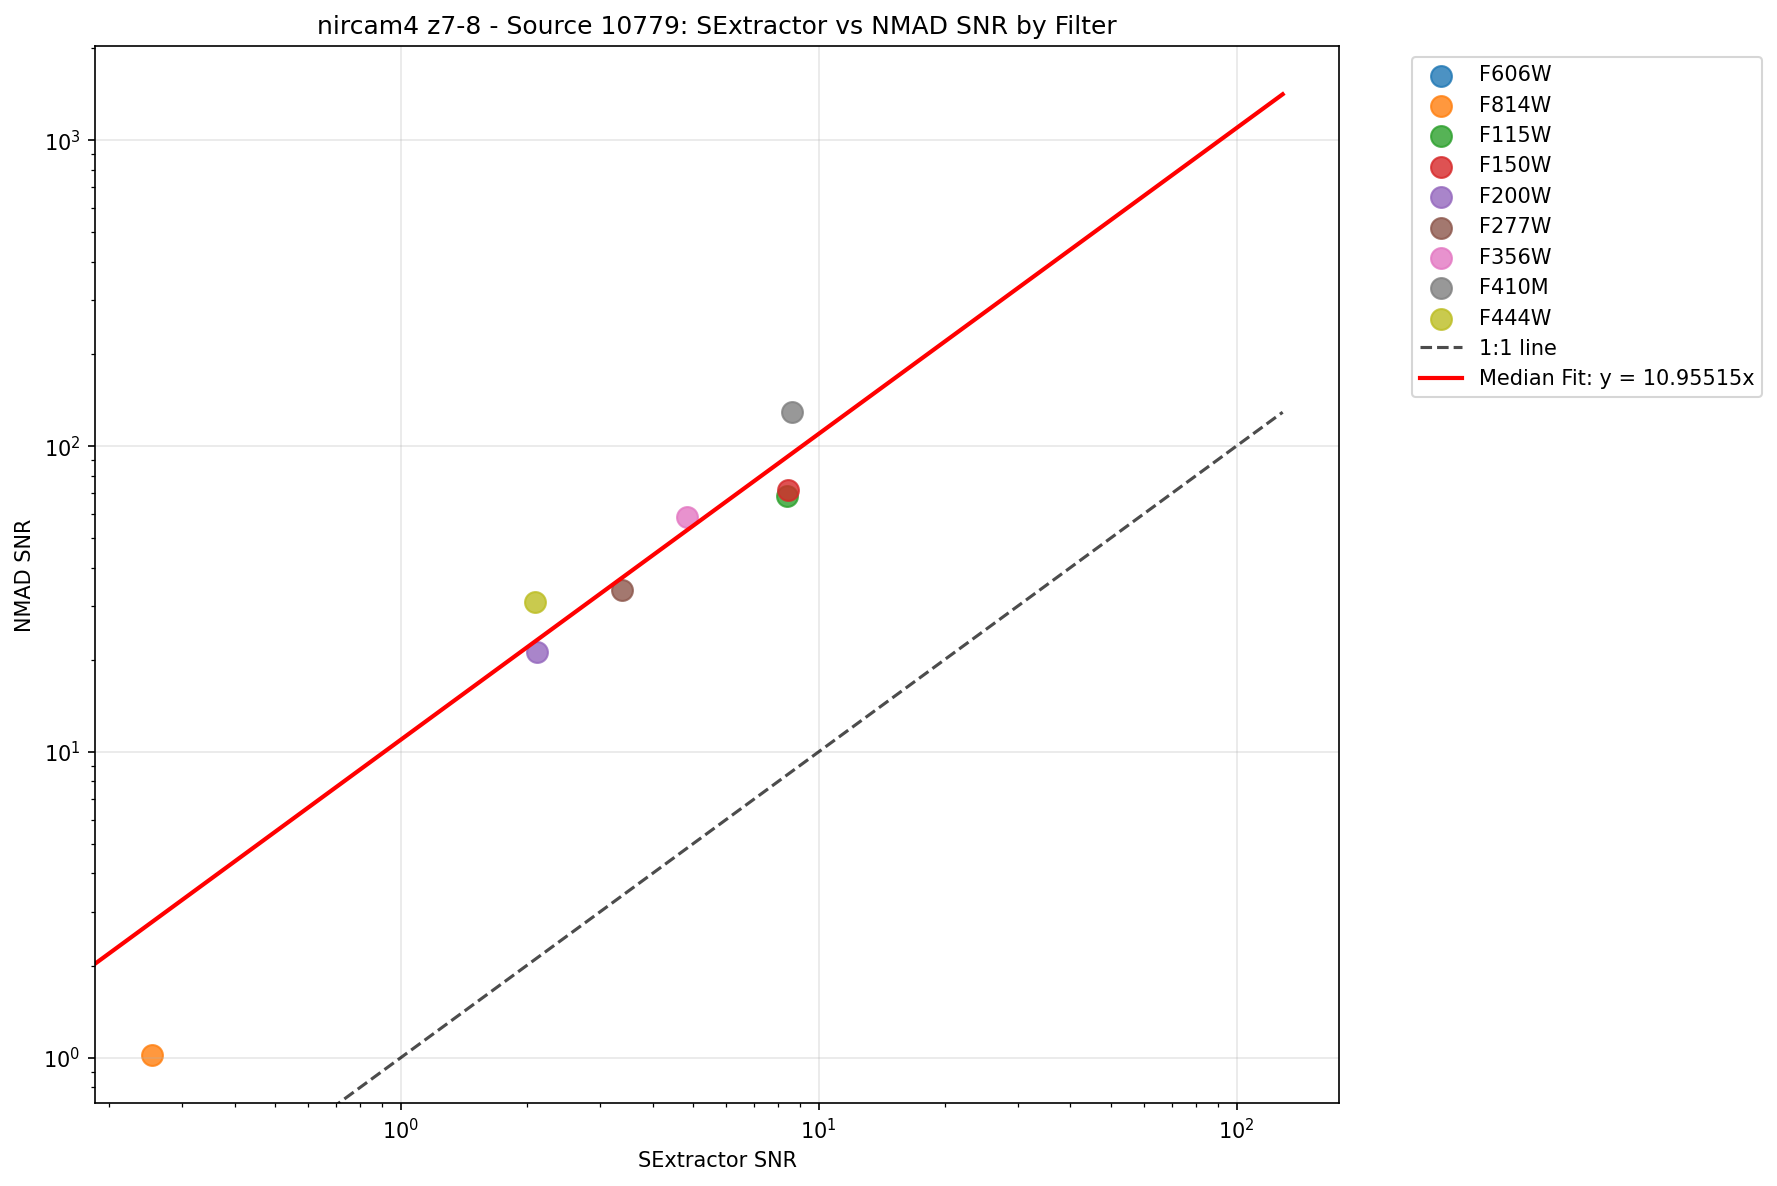 nircam4 z7-8 - Source 10779: SExtractor vs NMAD SNR by Filter
NMAD SNR
10³
10²
10¹
10⁰
10⁰ 10¹ 10²
SExtractor SNR
F606W
F814W
F115W
F150W
F200W
F277W
F356W
F410M
F444W
1:1 line
Median Fit: y = 10.95515x